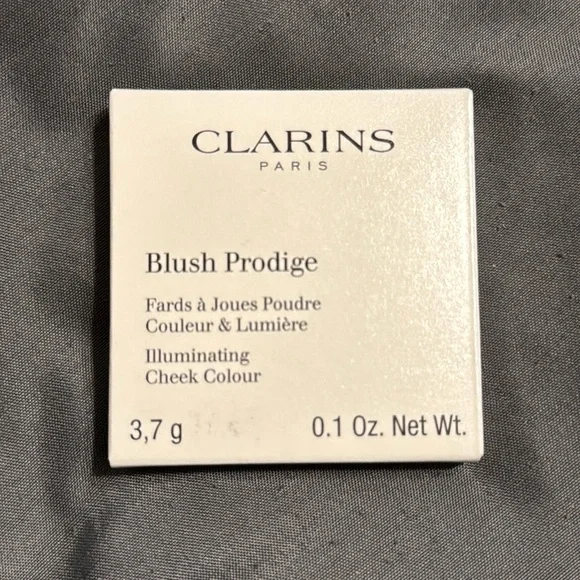 CLARINS
PARIS
Blush Prodige
Fards à Joues Poudre
Couleur & Lumière
Illuminating
Cheek Colour
3,7 g 0.1 Oz. Net Wt.